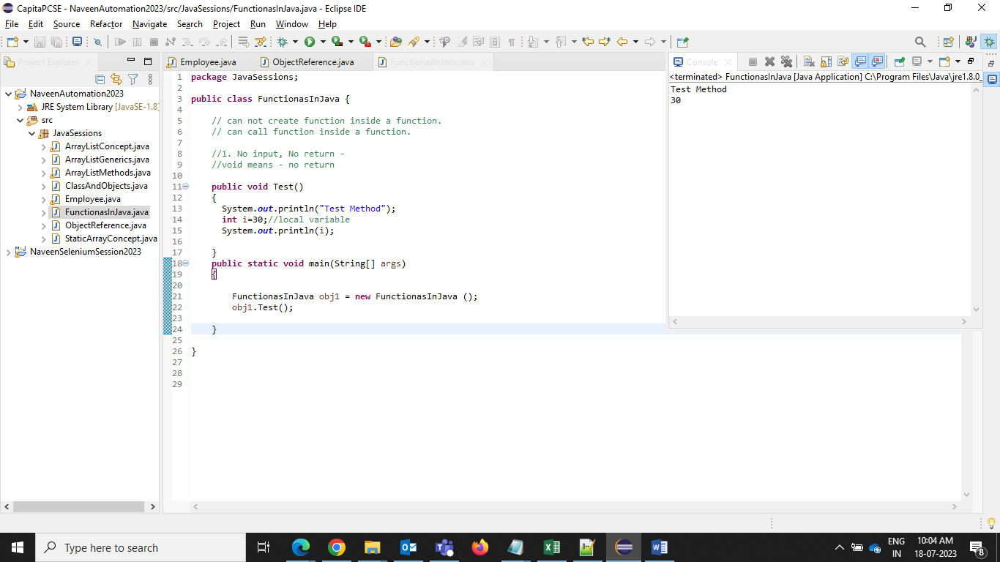 CapitaPCSE - NaveenAutomation2023/src/JavaSessions/FunctionasInJava.java - Eclipse IDE
File Edit Source Refactor Navigate Search Project Run Window Help
Project Explorer
NaveenAutomation2023
JRE System Library [JavaSE-1.8]
src
JavaSessions
ArrayListConcept.java
ArrayListGenerics.java
ArrayListMethods.java
ClassAndObjects.java
Employee.java
FunctionasInJava.java
ObjectReference.java
StaticArrayConcept.java
NaveenSeleniumSession2023
Employee.java ObjectReference.java FunctionasInJava.java
1 package JavaSessions;
2
3 public class FunctionasInJava {
4
5 // can not create function inside a function.
6 // can call function inside a function.
7
8 //1. No input, No return -
9 //void means - no return
10
11 public void Test()
12 {
13 System.out.println("Test Method");
14 int i=30;//local variable
15 System.out.println(i);
16
17 }
18 public static void main(String[] args)
19 {
20
21 FunctionasInJava obj1 = new FunctionasInJava ();
22 obj1.Test();
23
24 }
25
26 }
27
28
29
Console
<terminated> FunctionasInJava [Java Application] C:\Program Files\Java\jre1.8.0_
Test Method
30
Type here to search
ENG
IN
10:04 AM
18-07-2023
8